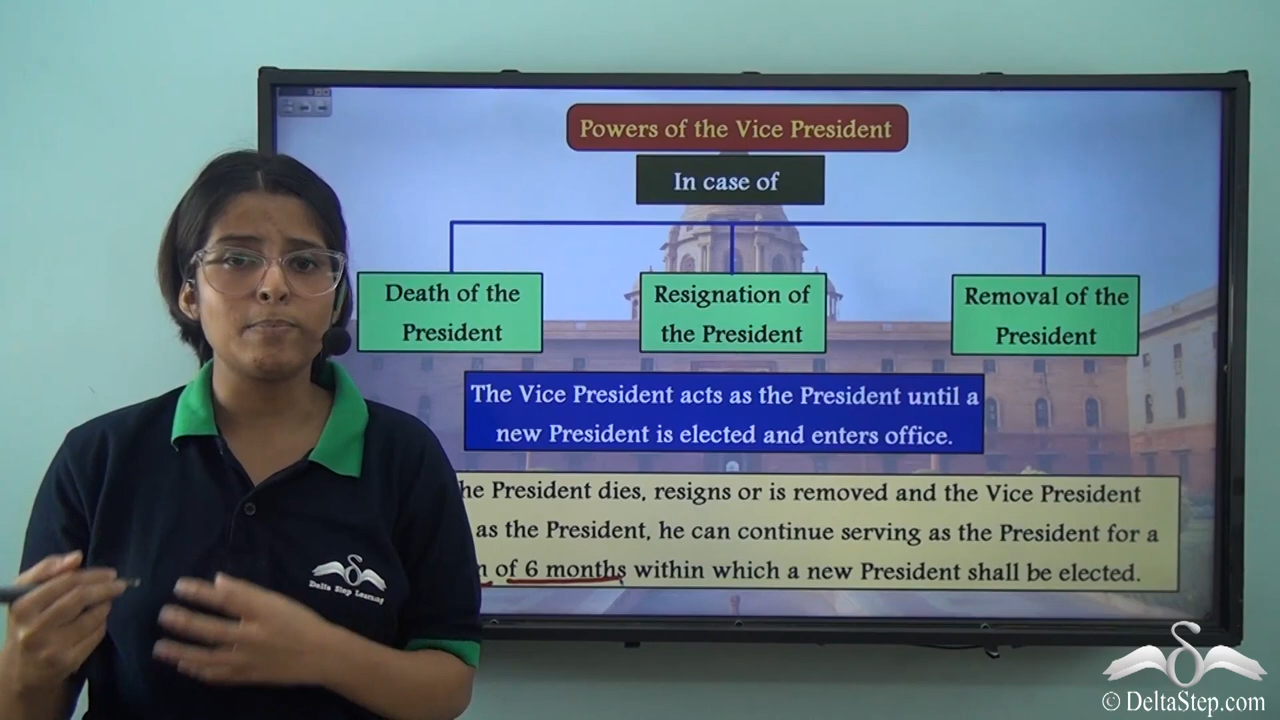 Powers of the Vice President
In case of
Death of the
President
Resignation of
the President
Removal of the
President
The Vice President acts as the President until a
new President is elected and enters office.
he President dies, resigns or is removed and the Vice President
as the President, he can continue serving as the President for a
n of 6 months within which a new President shall be elected.
Delta Step Learning
© DeltaStep.com